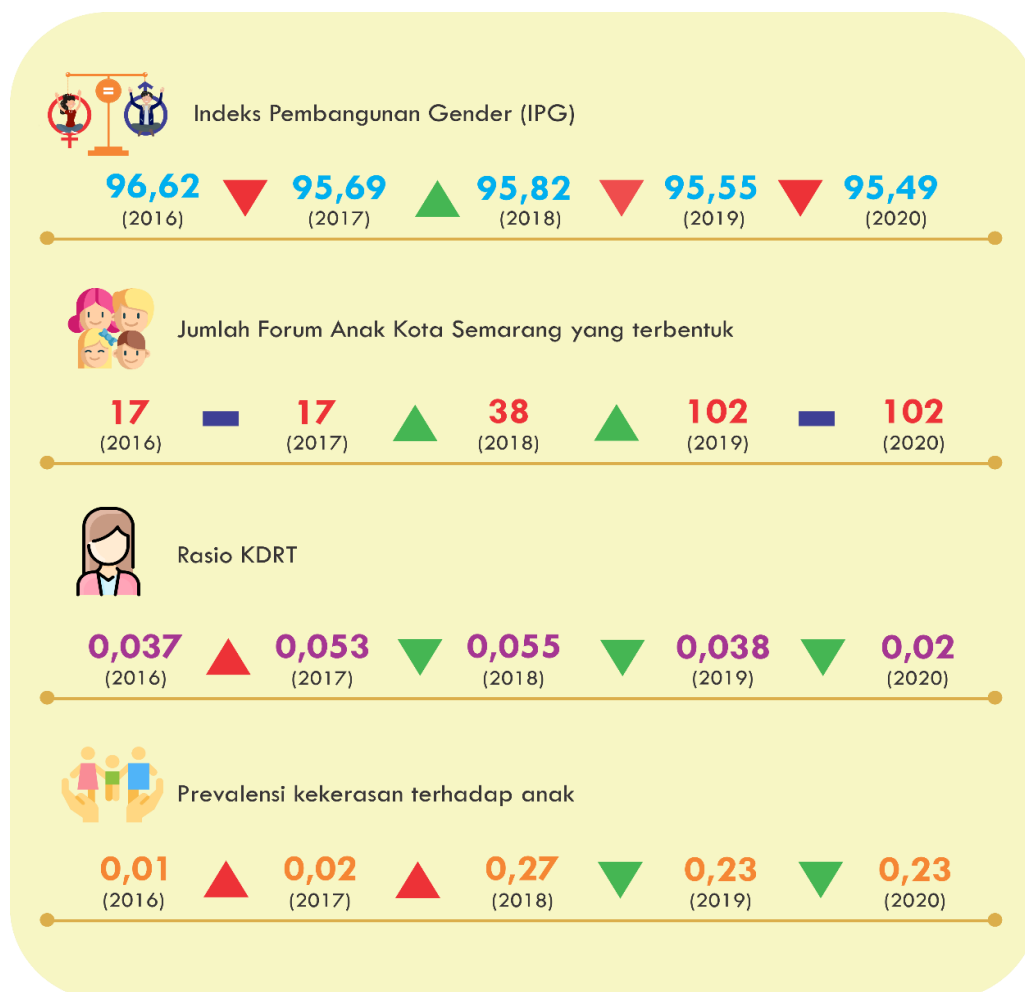 Indeks Pembangunan Gender (IPG)
96,62 95,69 95,82 95,55 95,49
(2016) (2017) (2018) (2019) (2020)
Jumlah Forum Anak Kota Semarang yang terbentuk
17 17 38 102 102
(2016) (2017) (2018) (2019) (2020)
Rasio KDRT
0,037 0,053 0,055 0,038 0,02
(2016) (2017) (2018) (2019) (2020)
Prevalensi kekerasan terhadap anak
0,01 0,02 0,27 0,23 0,23
(2016) (2017) (2018) (2019) (2020)